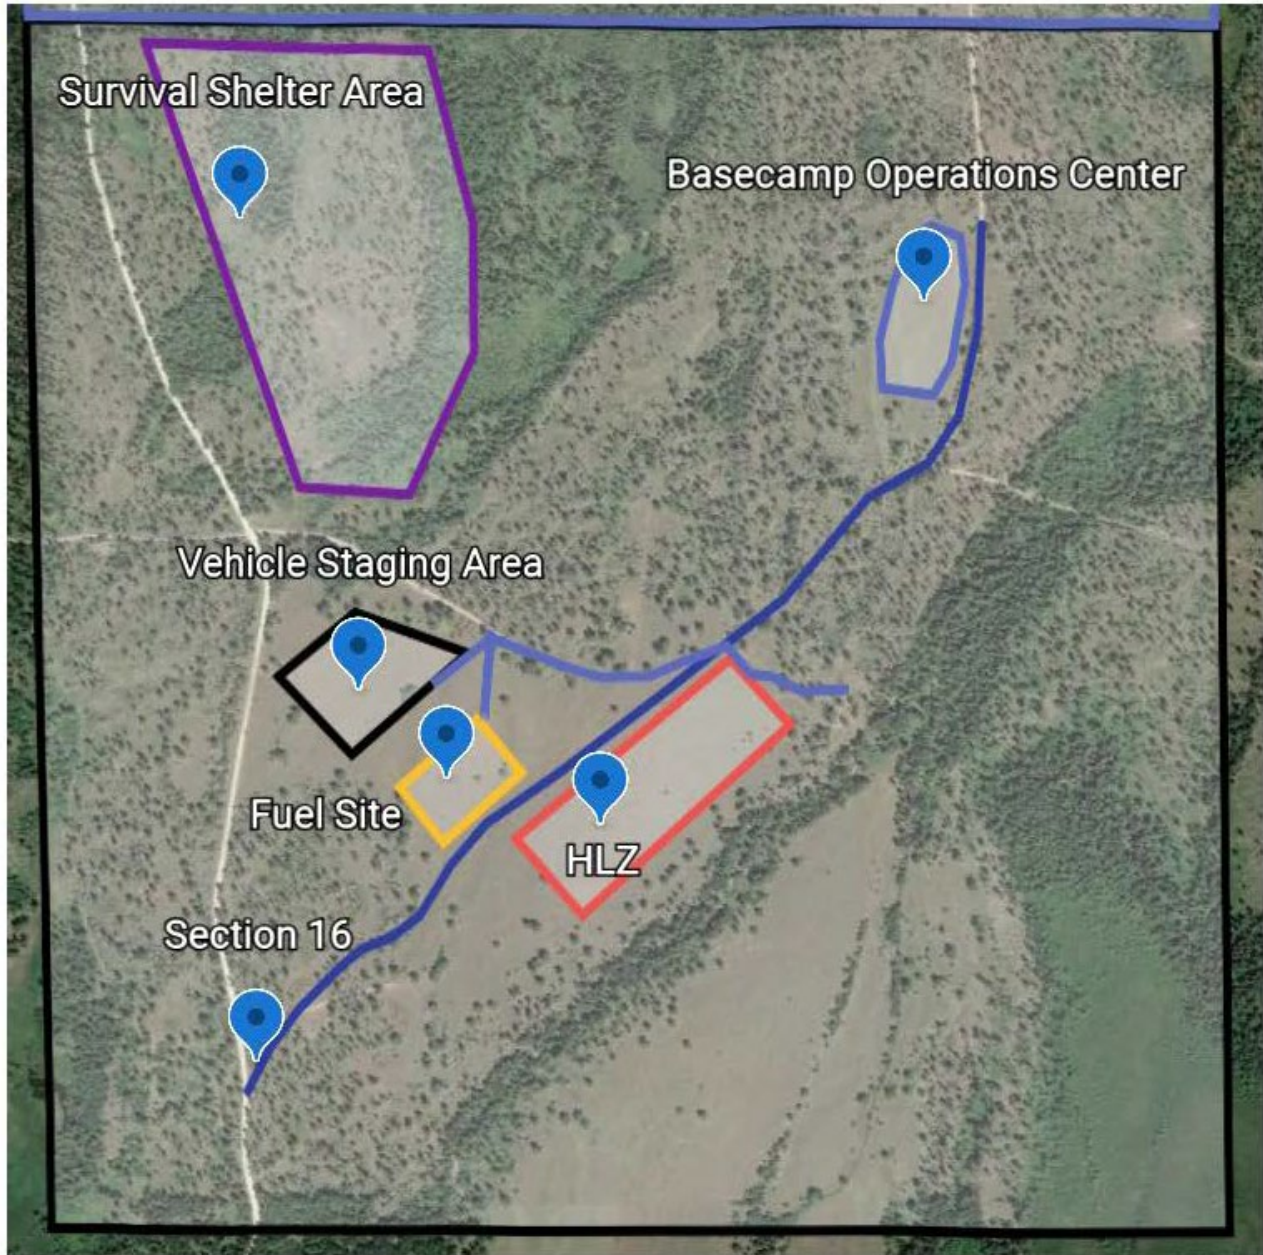 Survival Shelter Area
Basecamp Operations Center
Vehicle Staging Area
Fuel Site
HLZ
Section 16